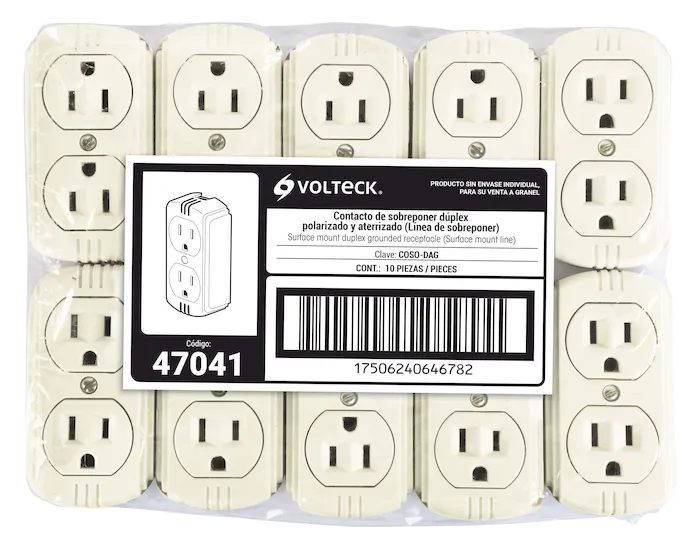 VOLTECK®
PRODUCTO SIN ENVASE INDIVIDUAL,
PARA SU VENTA A GRANEL
Contacto de sobreponer dúplex
polarizado y aterrizado (Línea de sobreponer)
Surface mount duplex grounded receptacle (Surface mount line)
Clave: COSO-DAG
CONT.: 10 PIEZAS / PIECES
Código:
47041
17506240646782